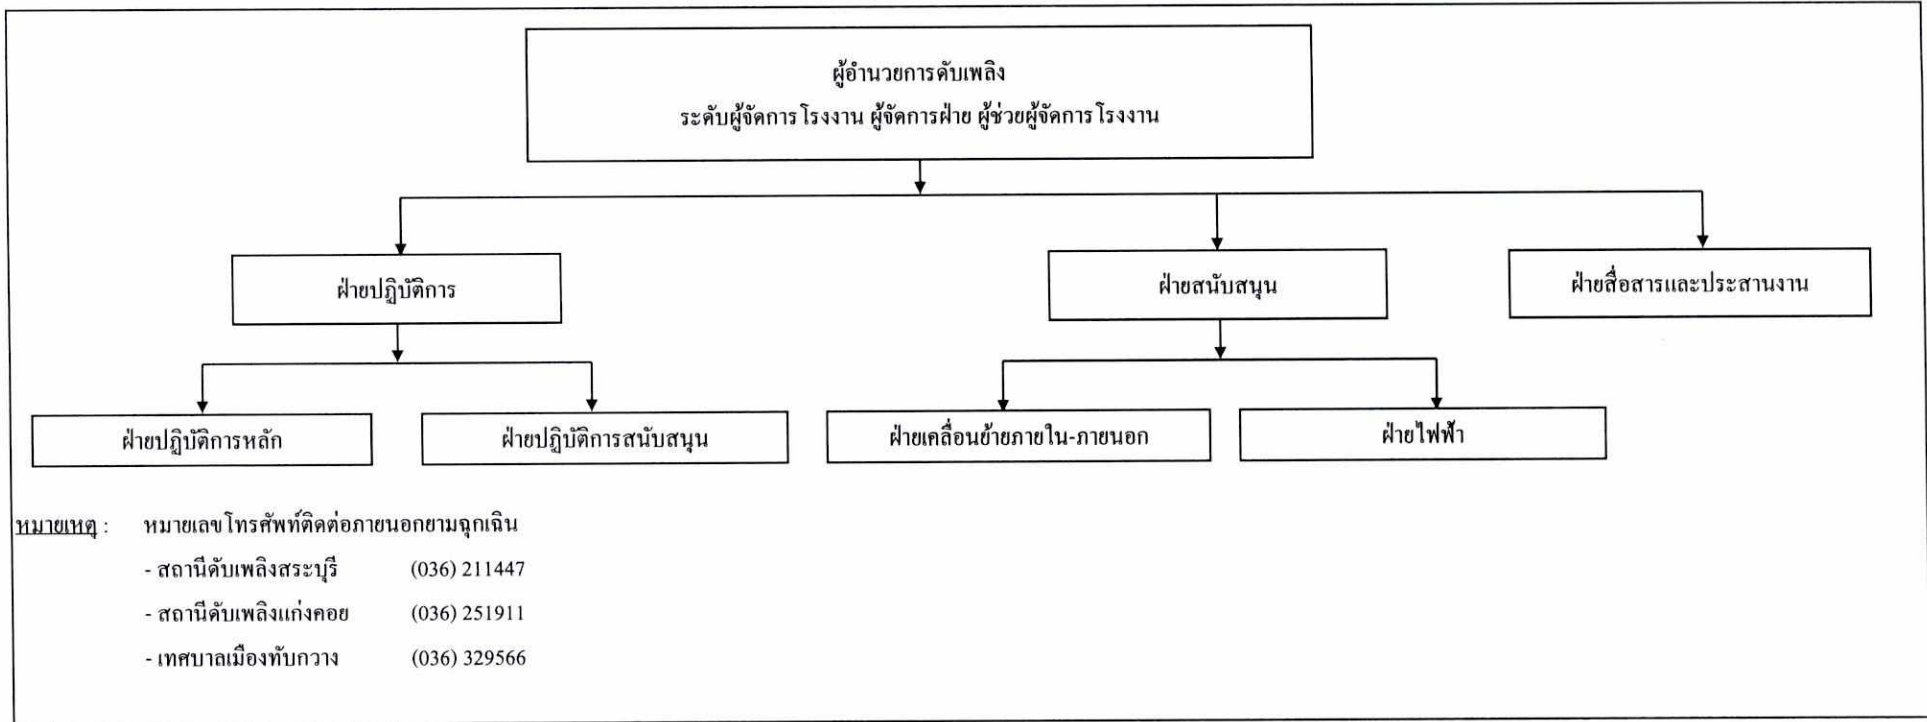 ผู้อำนวยการดับเพลิง
ระดับผู้จัดการโรงงาน ผู้จัดการฝ่าย ผู้ช่วยผู้จัดการโรงงาน
ฝ่ายปฏิบัติการ
ฝ่ายสนับสนุน
ฝ่ายสื่อสารและประสานงาน
ฝ่ายปฏิบัติการหลัก
ฝ่ายปฏิบัติการสนับสนุน
ฝ่ายเคลื่อนย้ายภายใน-ภายนอก
ฝ่ายไฟฟ้า
หมายเหตุ : หมายเลขโทรศัพท์ติดต่อภายนอกยามฉุกเฉิน
- สถานีดับเพลิงสระบุรี (036) 211447
- สถานีดับเพลิงแก่งคอย (036) 251911
- เทศบาลเมืองทับกวาง (036) 329566